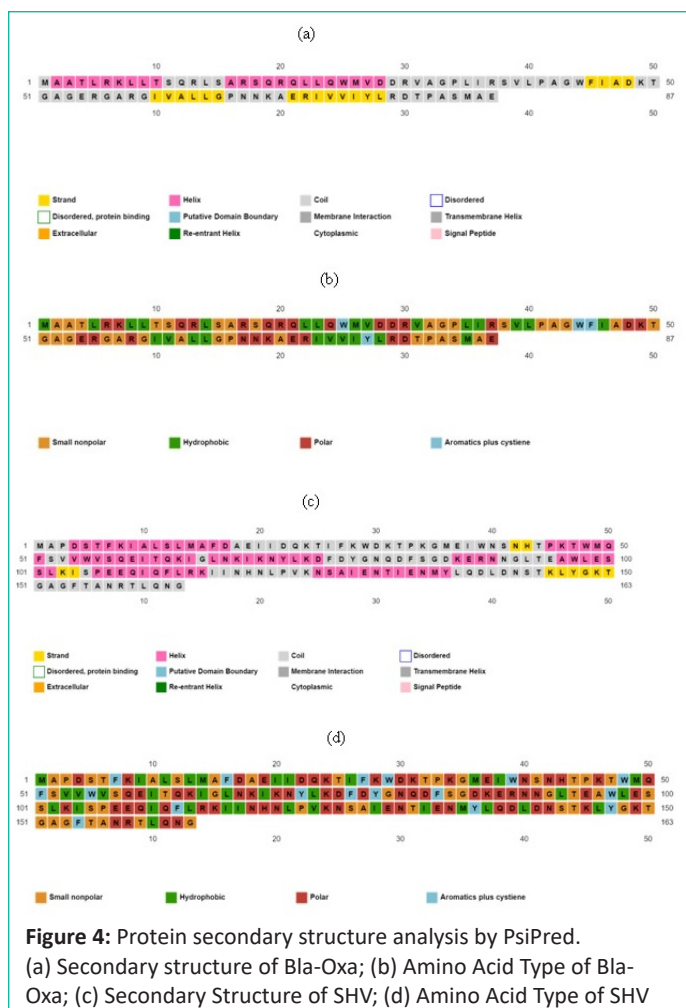 (a)
10 20 30 40 50
1 M A A T L R K L L T S Q R L S A R S Q R Q L L Q W M V D D R V A G P L I R S V L P A G W F I A D K T 50
51 G A G E R G A R G I V A L L G P N N K A E R I V V I Y L R D T P A S M A E 87
10 20 30 40 50
Strand Helix Coil Disordered
Disordered, protein binding Putative Domain Boundary Membrane Interaction Transmembrane Helix
Extracellular Re-entrant Helix Cytoplasmic Signal Peptide
(b)
10 20 30 40 50
1 M A A T L R K L L T S Q R L S A R S Q R Q L L Q W M V D D R V A G P L I R S V L P A G W F I A D K T 50
51 G A G E R G A R G I V A L L G P N N K A E R I V V I Y L R D T P A S M A E 87
10 20 30 40 50
Small nonpolar Hydrophobic Polar Aromatics plus cystiene
(c)
10 20 30 40 50
1 M A P D S T F K I A L S L M A F D A E I I D Q K T I F K W D K T P K G M E I W N S N H T P K T W M Q 50
51 F S V V W V S Q E I T Q K I G L N K I K N Y L K D F D Y G N Q D F S G D K E R N N G L T E A W L E S 100
101 S L K I S P E E Q I Q F L R K I I N H N L P V K N S A I E N T I E N M Y L Q D L D N S T K L Y G K T 150
151 G A G F T A N R T L Q N G 163
10 20 30 40 50
Strand Helix Coil Disordered
Disordered, protein binding Putative Domain Boundary Membrane Interaction Transmembrane Helix
Extracellular Re-entrant Helix Cytoplasmic Signal Peptide
(d)
10 20 30 40 50
1 M A P D S T F K I A L S L M A F D A E I I D Q K T I F K W D K T P K G M E I W N S N H T P K T W M Q 50
51 F S V V W V S Q E I T Q K I G L N K I K N Y L K D F D Y G N Q D F S G D K E R N N G L T E A W L E S 100
101 S L K I S P E E Q I Q F L R K I I N H N L P V K N S A I E N T I E N M Y L Q D L D N S T K L Y G K T 150
151 G A G F T A N R T L Q N G 163
10 20 30 40 50
Small nonpolar Hydrophobic Polar Aromatics plus cystiene
Figure 4: Protein secondary structure analysis by PsiPred.
(a) Secondary structure of Bla-Oxa; (b) Amino Acid Type of Bla-
Oxa; (c) Secondary Structure of SHV; (d) Amino Acid Type of SHV